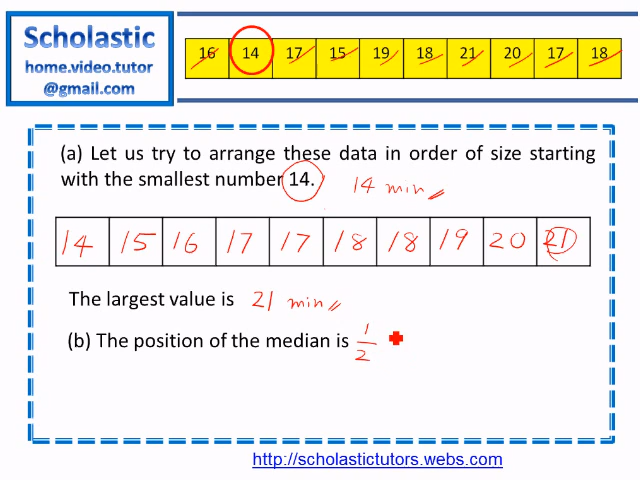 Scholastic
home.video.tutor
@gmail.com
16 14 17 15 19 18 21 20 17 18
(a) Let us try to arrange these data in order of size starting
with the smallest number 14. 14 min
14 15 16 17 17 18 18 19 20 21
The largest value is 21 min
(b) The position of the median is 1/2
http://scholastictutors.webs.com